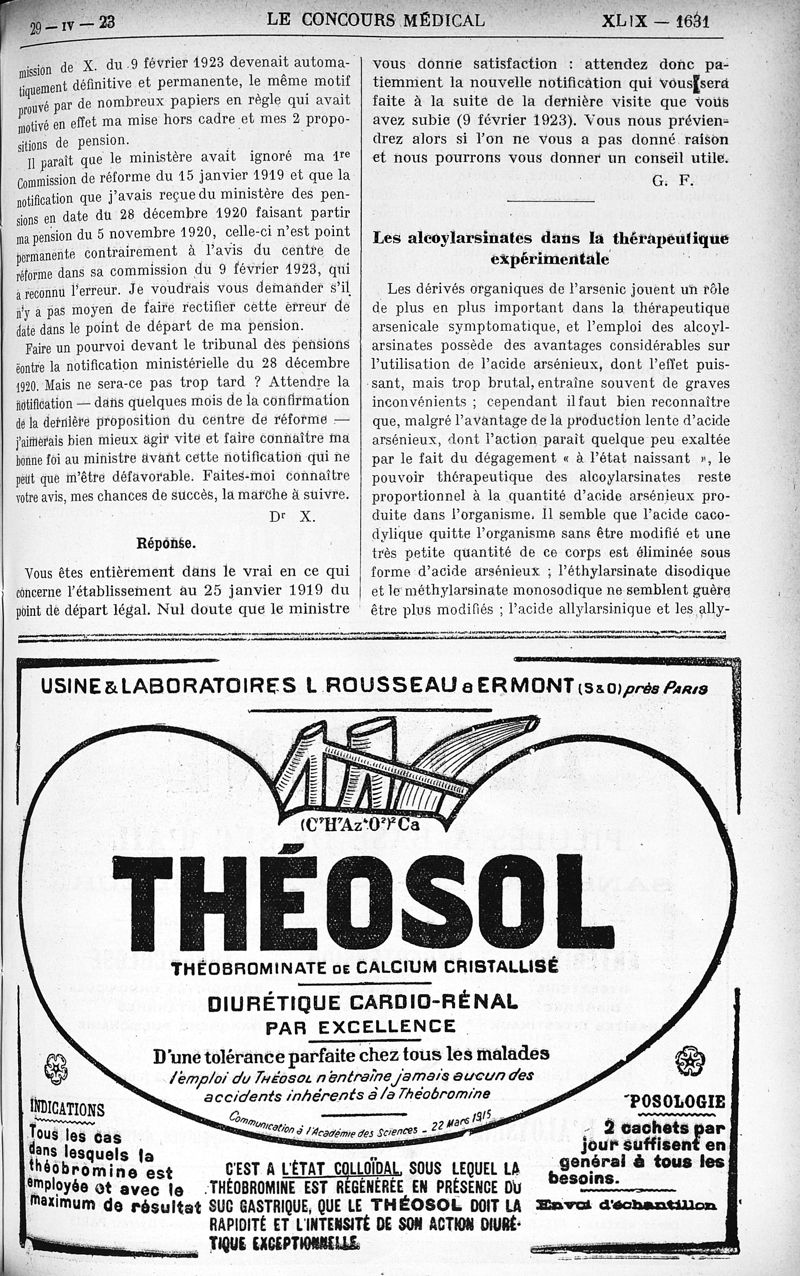 29 — IV — 23
LE CONCOURS MÉDICAL
XLIX — 1631
mission de X. du 9 février 1923 devenait automa-
tiquement définitive et permanente, le même motif
prouvé par de nombreux papiers en règle qui avait
motivé en effet ma mise hors cadre et mes 2 propo-
sitions de pension.
Il paraît que le ministère avait ignoré ma 1re
Commission de réforme du 15 janvier 1919 et que la
notification que j'avais reçue du ministère des pen-
sions en date du 28 décembre 1920 faisant partir
ma pension du 5 novembre 1920, celle-ci n'est point
permanente contrairement à l'avis du centre de
réforme dans sa commission du 9 février 1923, qui
a reconnu l'erreur. Je voudrais vous demander s'il
n'y a pas moyen de faire rectifier cette erreur de
date dans le point de départ de ma pension.
Faire un pourvoi devant le tribunal des pensions
contre la notification ministérielle du 28 décembre
1920. Mais ne sera-ce pas trop tard ? Attendre la
notification — dans quelques mois de la confirmation
de la dernière proposition du centre de réforme —
j'aimerais bien mieux agir vite et faire connaître ma
bonne foi au ministre avant cette notification qui ne
peut que m'être défavorable. Faites-moi connaître
votre avis, mes chances de succès, la marche à suivre.
Dr X.
Réponse.
Vous êtes entièrement dans le vrai en ce qui
concerne l'établissement au 25 janvier 1919 du
point de départ légal. Nul doute que le ministre
vous donne satisfaction : attendez donc pa-
tiemment la nouvelle notification qui vous sera
faite à la suite de la dernière visite que vous
avez subie (9 février 1923). Vous nous prévien-
drez alors si l'on ne vous a pas donné raison
et nous pourrons vous donner un conseil utile.
G. F.
Les alcoylarsinates dans la thérapeutique
expérimentale
Les dérivés organiques de l'arsenic jouent un rôle
de plus en plus important dans la thérapeutique
arsenicale symptomatique, et l'emploi des alcoyl-
arsinates possède des avantages considérables sur
l'utilisation de l'acide arsénieux, dont l'effet puis-
sant, mais trop brutal, entraîne souvent de graves
inconvénients ; cependant il faut bien reconnaître
que, malgré l'avantage de la production lente d'acide
arsénieux, dont l'action paraît quelque peu exaltée
par le fait du dégagement « à l'état naissant », le
pouvoir thérapeutique des alcoylarsinates reste
proportionnel à la quantité d'acide arsénieux pro-
duite dans l'organisme. Il semble que l'acide caco-
dylique quitte l'organisme sans être modifié et une
très petite quantité de ce corps est éliminée sous
forme d'acide arsénieux ; l'éthylarsinate disodique
et le méthylarsinate monosodique ne semblent guère
être plus modifiés ; l'acide allylarsinique et les ally-
USINE & LABORATOIRES L ROUSSEAU à ERMONT (S&O) près PARIS
(C⁷H⁷Az⁴O²)²Ca
THÉOSOL
THÉOBROMINATE DE CALCIUM CRISTALLISÉ
DIURÉTIQUE CARDIO-RÉNAL
PAR EXCELLENCE
D'une tolérance parfaite chez tous les malades
l'emploi du THÉOSOL n'entraîne jamais aucun des
accidents inhérents à la Théobromine
Communication à l'Académie des Sciences - 22 Mars 1915
INDICATIONS
Tous les cas
dans lesquels la
théobromine est
employée et avec le
maximum de résultat
C'EST A L'ÉTAT COLLOÏDAL SOUS LEQUEL LA
THÉOBROMINE EST RÉGÉNÉRÉE EN PRÉSENCE DU
SUC GASTRIQUE, QUE LE THÉOSOL DOIT LA
RAPIDITÉ ET L'INTENSITÉ DE SON ACTION DIURÉ-
TIQUE EXCEPTIONNELLE.
POSOLOGIE
2 cachets par
jour suffisent en
général à tous les
besoins.
Envoi d'échantillon